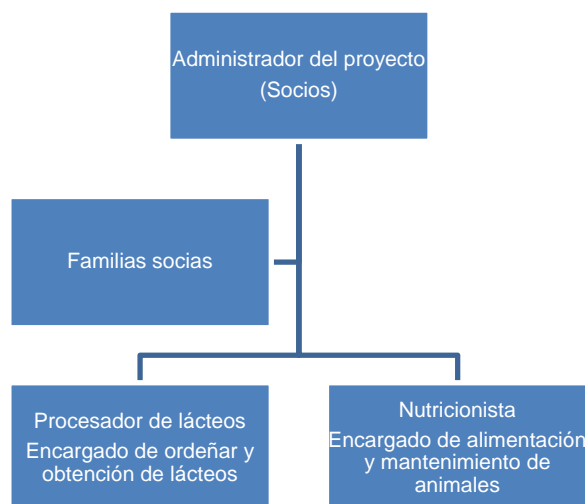 Administrador del proyecto
(Socios)
Familias socias
Procesador de lácteos
Encargado de ordeñar y
obtención de lácteos
Nutricionista
Encargado de alimentación
y mantenimiento de
animales